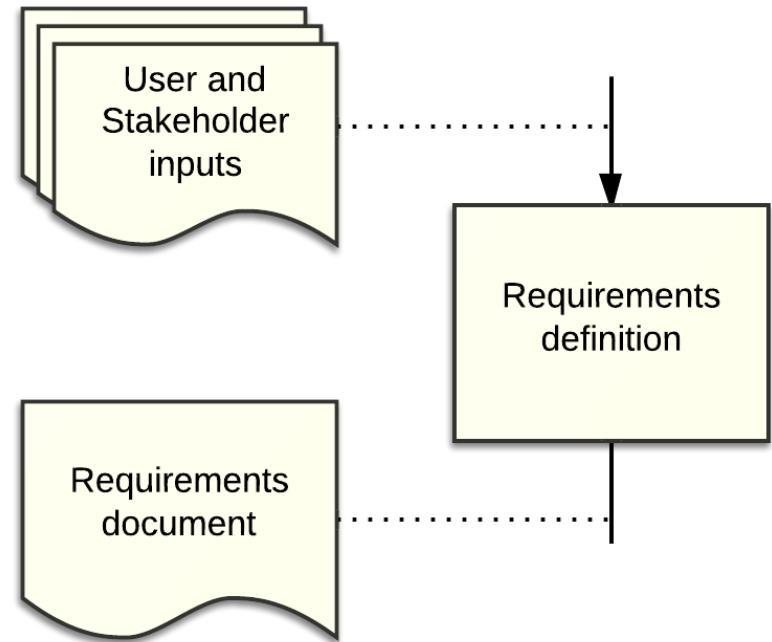 User and
Stakeholder
inputs
Requirements
definition
Requirements
document